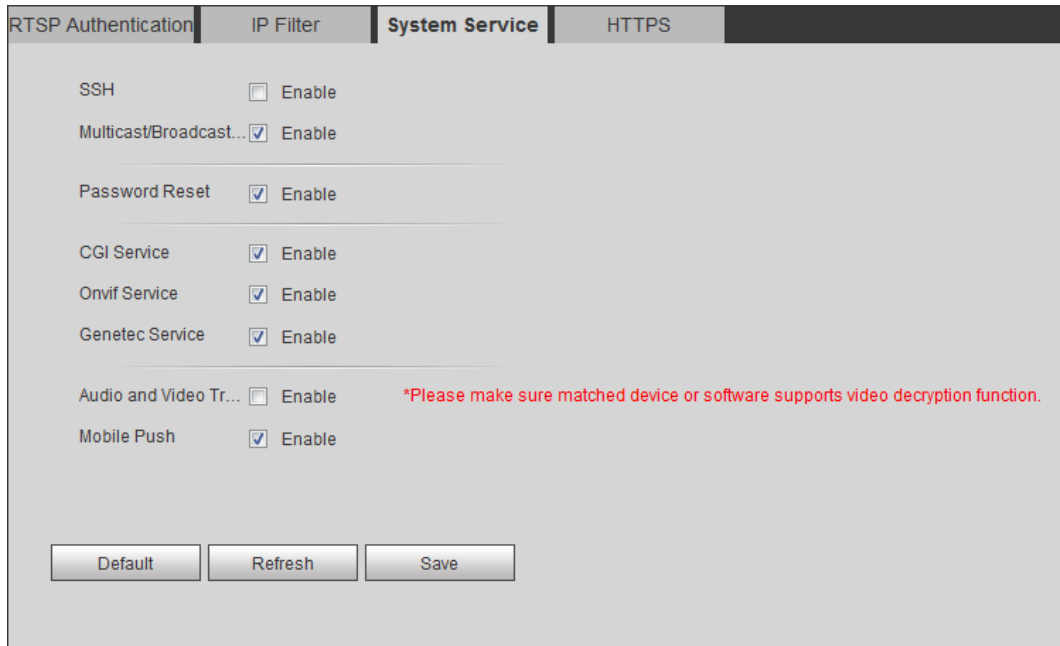 RTSP Authentication IP Filter System Service HTTPS
SSH Enable
Multicast/Broadcast... Enable
Password Reset Enable
CGI Service Enable
Onvif Service Enable
Genetec Service Enable
Audio and Video Tr... Enable *Please make sure matched device or software supports video decryption function.
Mobile Push Enable
Default Refresh Save